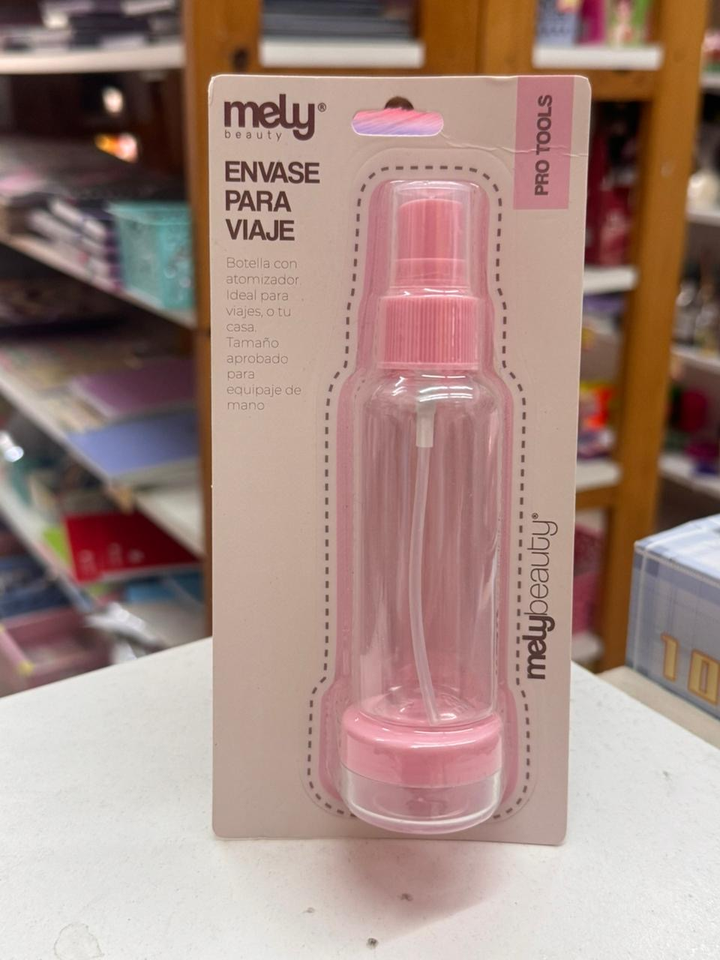 mely®
beauty
PRO TOOLS
ENVASE
PARA
VIAJE
Botella con
atomizador.
Ideal para
viajes, o tu
casa.
Tamaño
aprobado
para
equipaje de
mano
melybeauty®
10